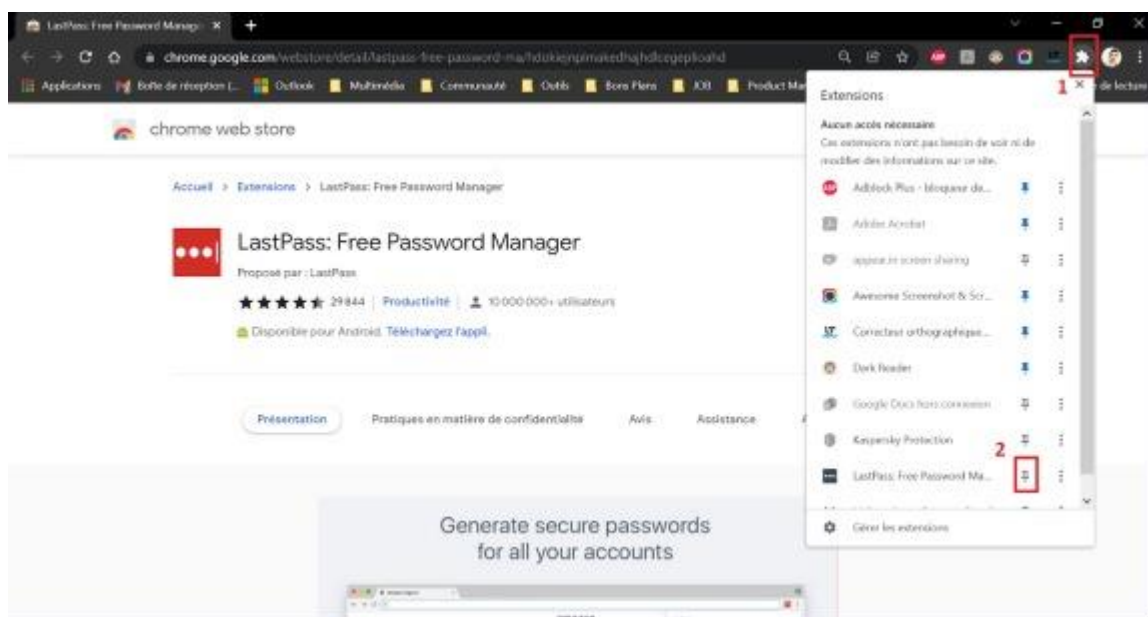 LastPass: Free Password Manag
chrome.google.com/webstore/detail/lastpass-free-password-ma/
Applications
Boîte de réception (...
Outlook
Multimédia
Communauté
Outils
Bons Plans
JOB
Product Ma
de lecture
1
chrome web store
Accueil > Extensions > LastPass: Free Password Manager
LastPass: Free Password Manager
Proposé par : LastPass
29 844 | Productivité | 10 000 000+ utilisateurs
Disponible pour Android. Téléchargez l'appli.
Présentation
Pratiques en matière de confidentialité
Avis
Assistance
Generate secure passwords
for all your accounts
Extensions
Aucun accès nécessaire
Ces extensions n'ont pas besoin de voir ni de
modifier des informations sur ce site.
Adblock Plus - bloqueur de...
Adobe Acrobat
appear.in screen sharing
Awesome Screenshot & Scr...
Correcteur orthographique...
Dark Reader
Google Docs hors connexion
Kaspersky Protection
2
LastPass: Free Password Ma...
Gérer les extensions